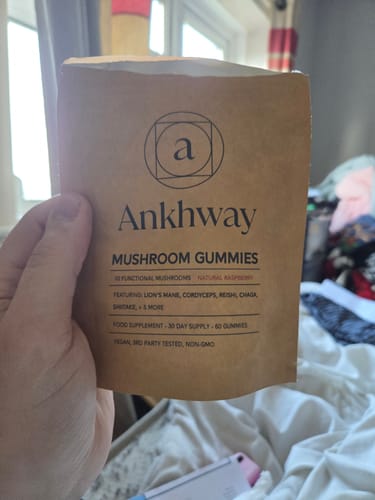 a
Ankhway
MUSHROOM GUMMIES
10 FUNCTIONAL MUSHROOMS NATURAL RASPBERRY
FEATURING: LION'S MANE, CORDYCEPS, REISHI, CHAGA,
SHIITAKE, + 5 MORE
FOOD SUPPLEMENT - 30 DAY SUPPLY - 60 GUMMIES
VEGAN, 3RD PARTY TESTED, NON-GMO